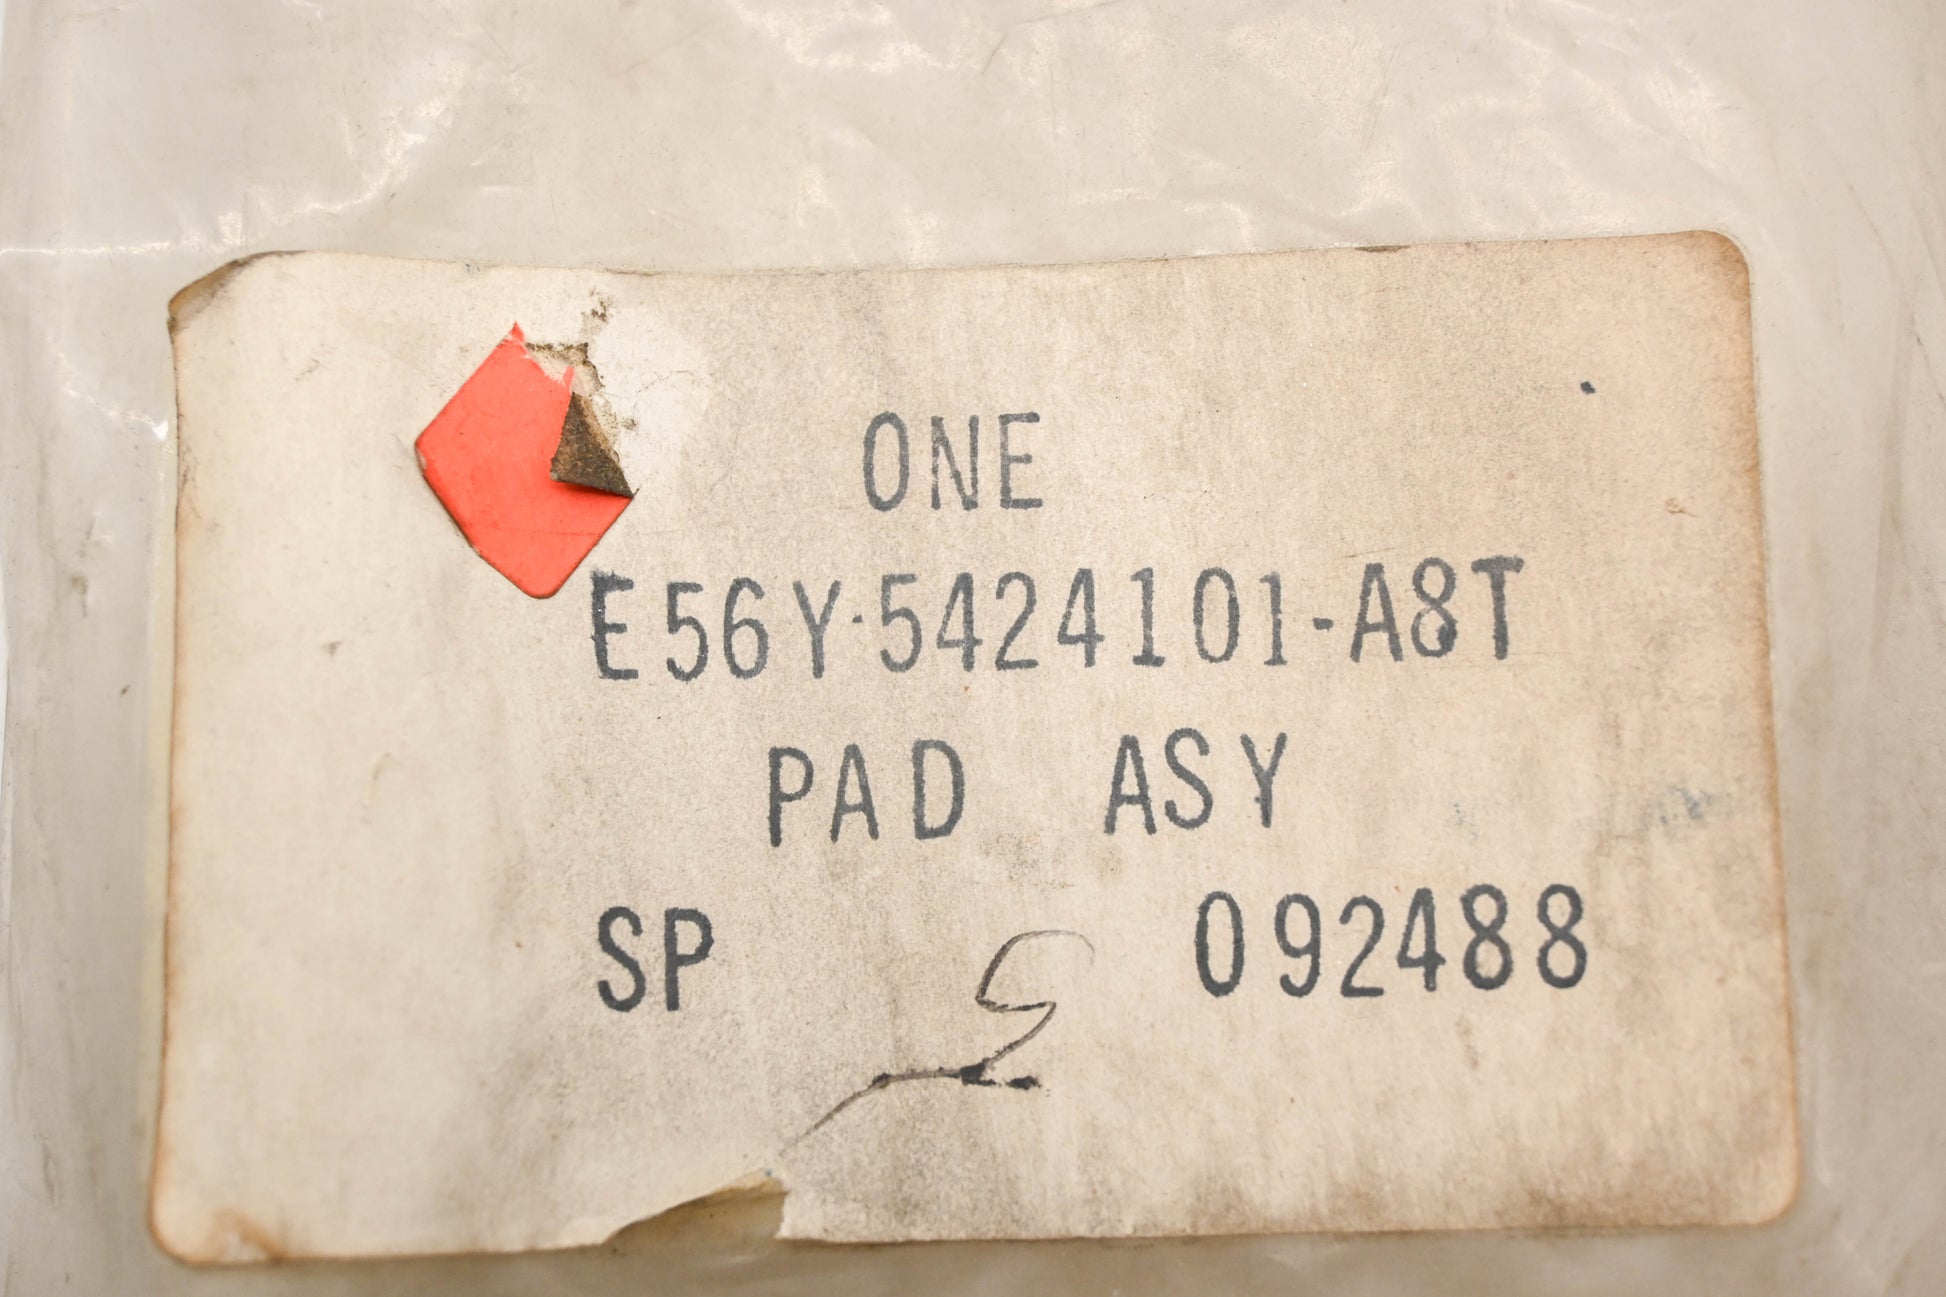 ONE
E56Y-5424101-A8T
PAD ASY
SP 092488